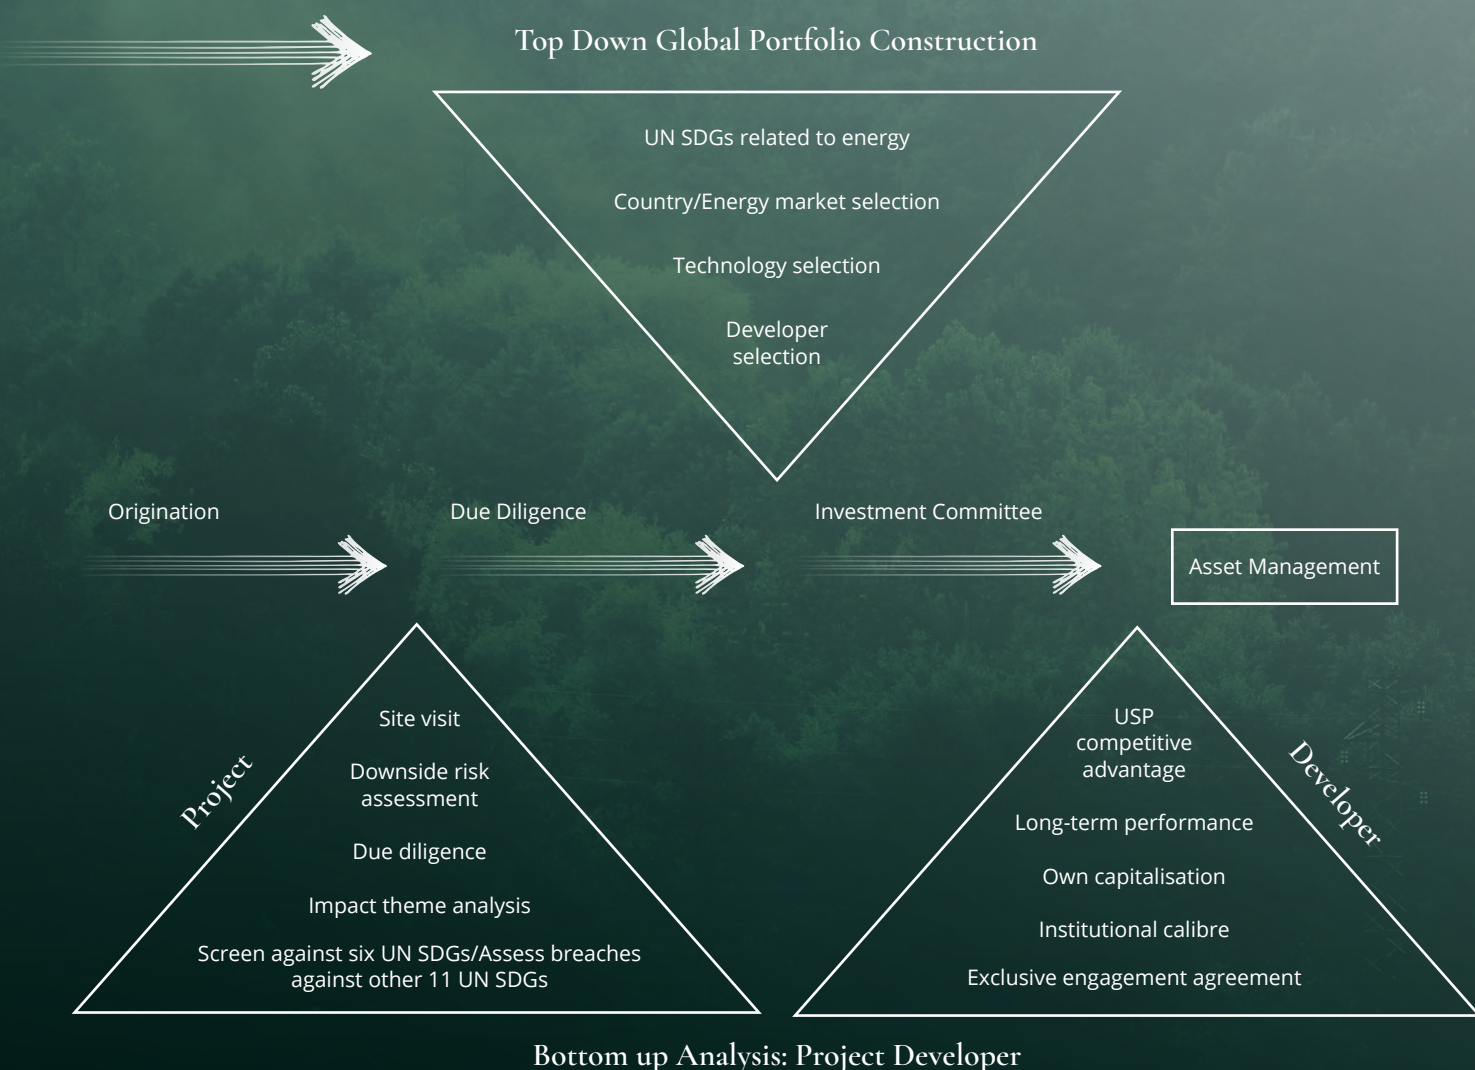 Top Down Global Portfolio Construction
UN SDGs related to energy
Country/Energy market selection
Technology selection
Developer
selection
Origination
Due Diligence
Investment Committee
Asset Management
Project
Site visit
Downside risk
assessment
Due diligence
Impact theme analysis
Screen against six UN SDGs/Assess breaches
against other 11 UN SDGs
Developer
USP
competitive
advantage
Long-term performance
Own capitalisation
Institutional calibre
Exclusive engagement agreement
Bottom up Analysis: Project Developer